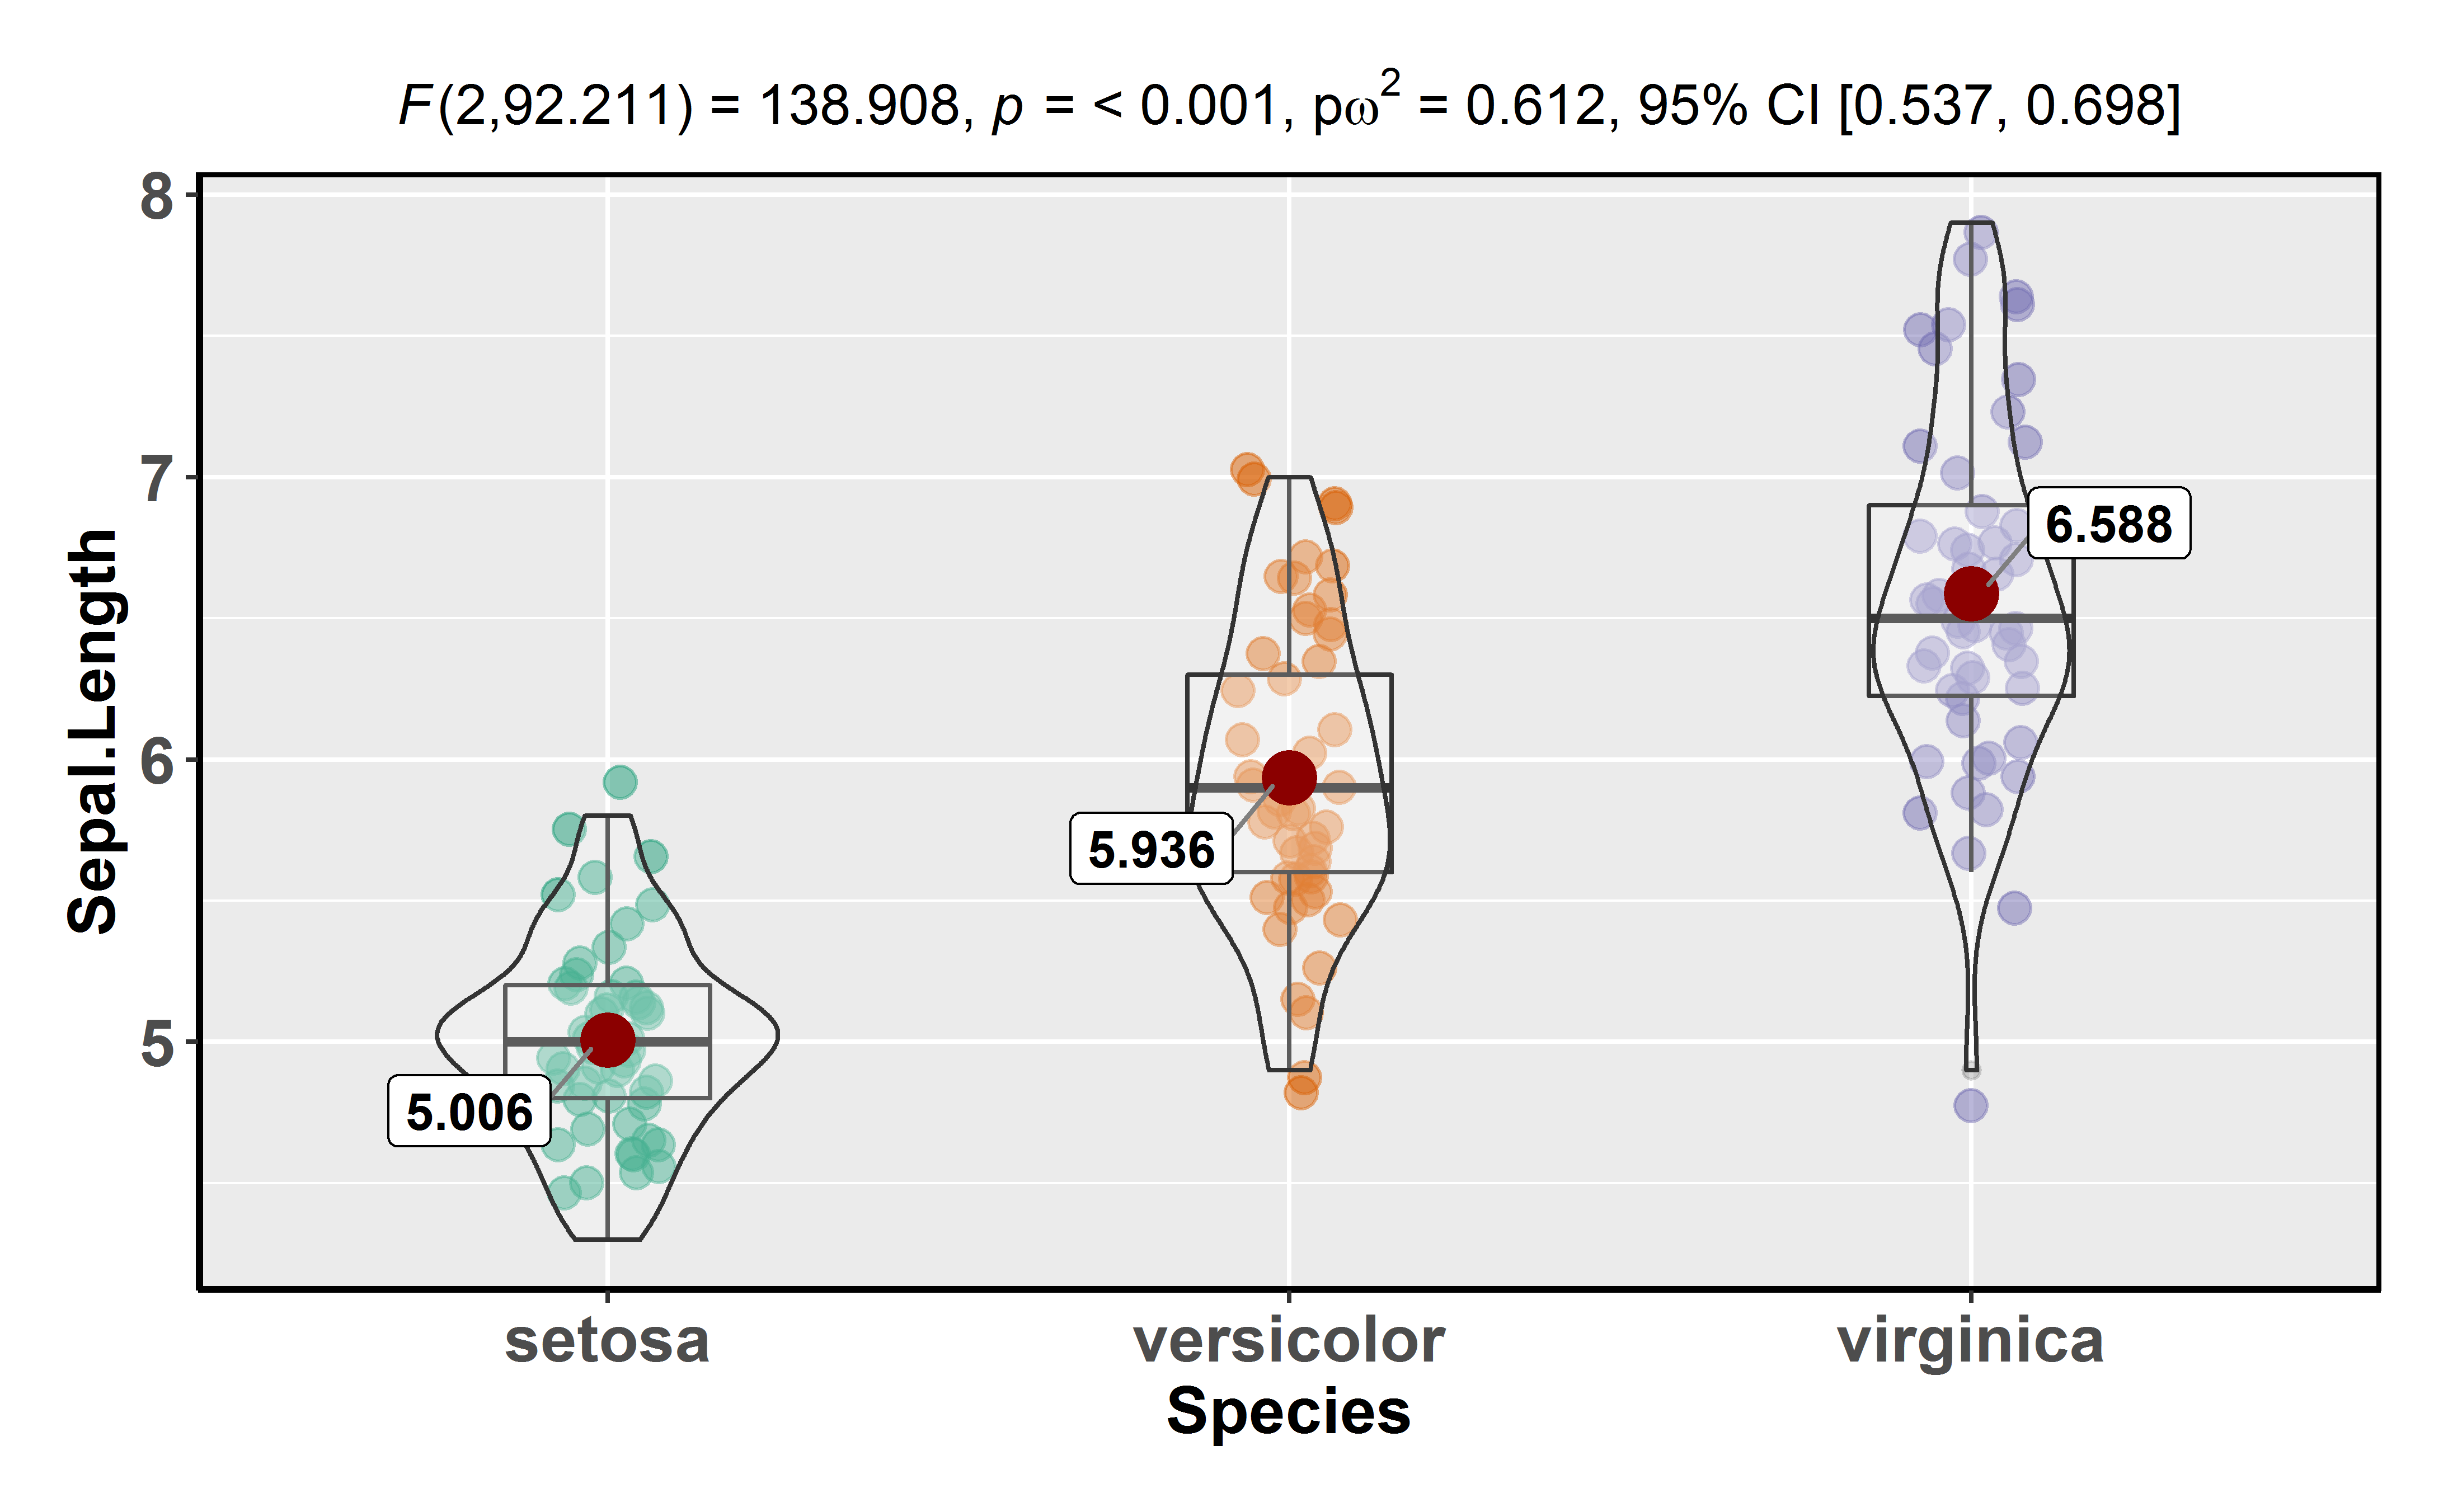 F(2,92.211) = 138.908, p = < 0.001, pω² = 0.612, 95% CI [0.537, 0.698]
8
7
6
5
Sepal.Length
6.588
5.936
5.006
setosa versicolor virginica
Species